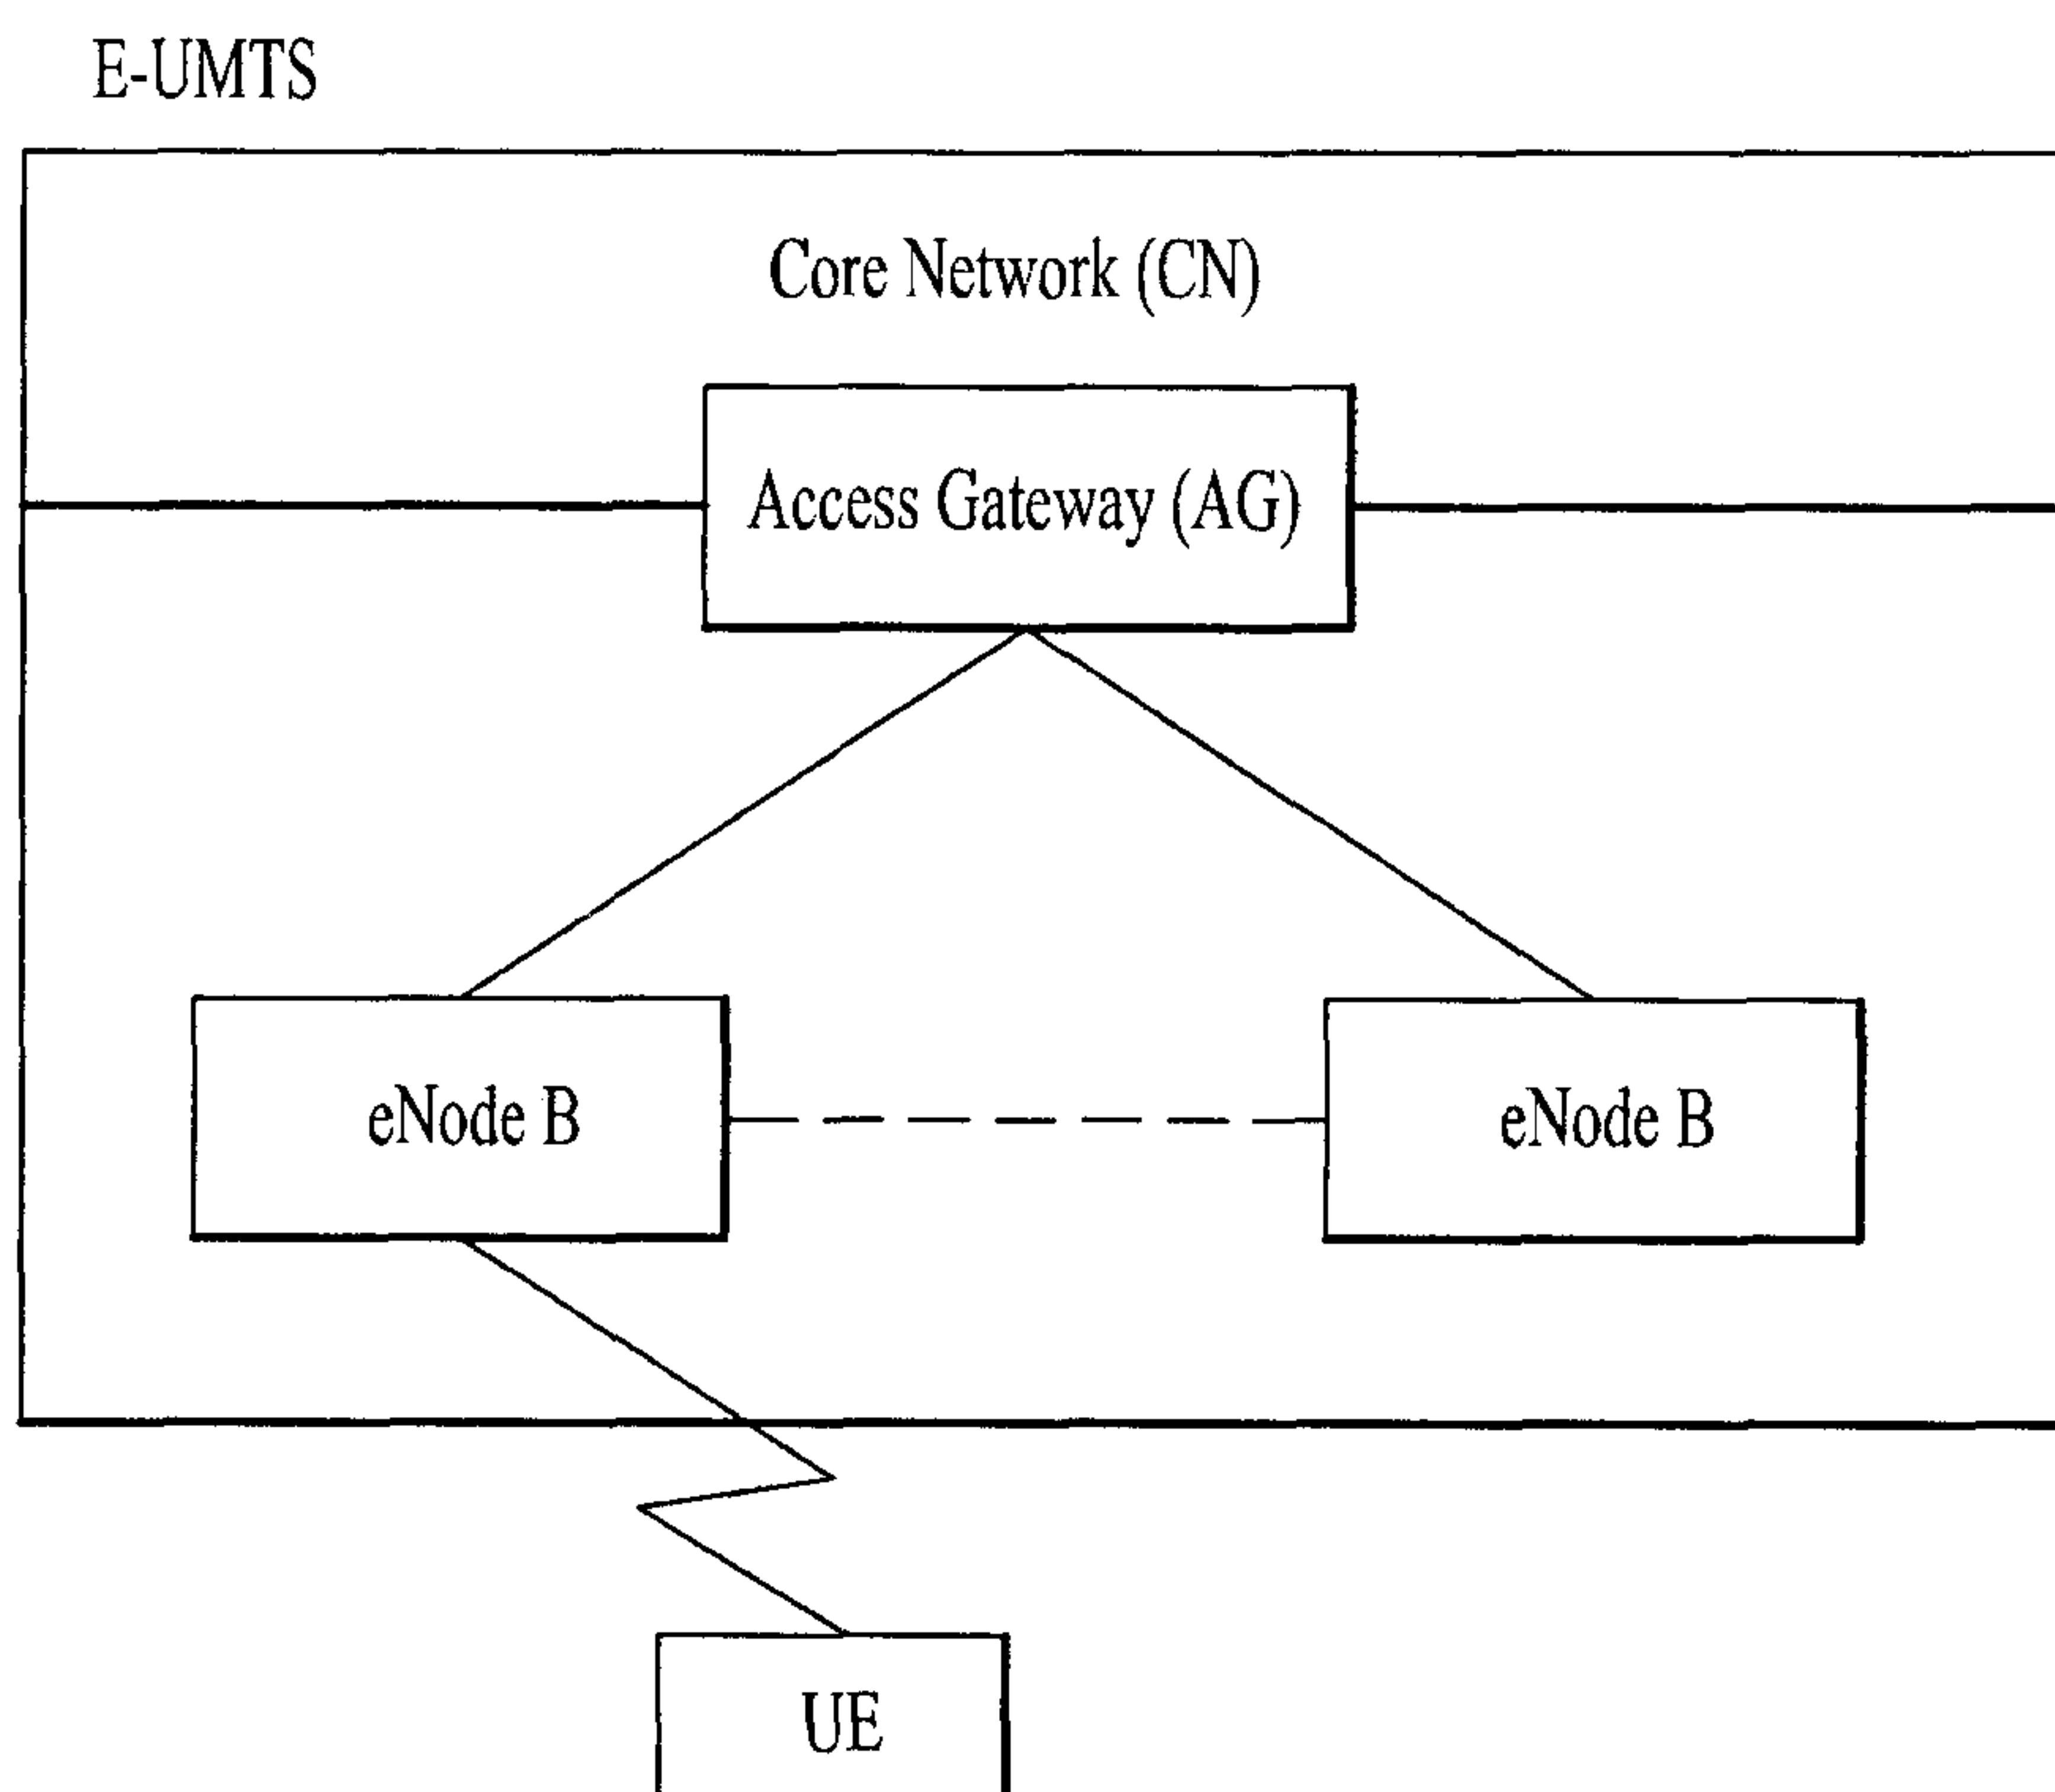 E-UMTS
Core Network (CN)
Access Gateway (AG)
eNode B
eNode B
UE